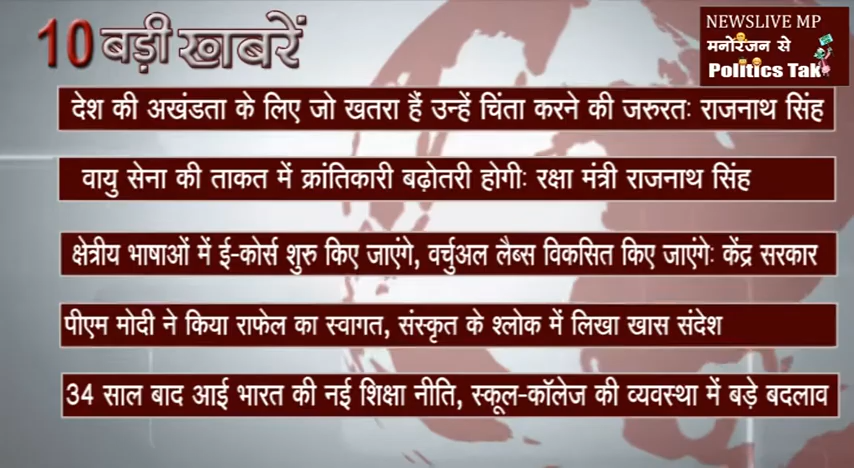 10 बड़ी खबरें
NEWSLIVE MP
मनोरंजन से
Politics Tak
देश की अखंडता के लिए जो खतरा हैं उन्हें चिंता करने की जरुरतः राजनाथ सिंह
वायु सेना की ताकत में क्रांतिकारी बढ़ोतरी होगीः रक्षा मंत्री राजनाथ सिंह
क्षेत्रीय भाषाओं में ई-कोर्स शुरु किए जाएंगे, वर्चुअल लैब्स विकसित किए जाएंगेः केंद्र सरकार
पीएम मोदी ने किया राफेल का स्वागत, संस्कृत के श्लोक में लिखा खास संदेश
34 साल बाद आई भारत की नई शिक्षा नीति, स्कूल-कॉलेज की व्यवस्था में बड़े बदलाव